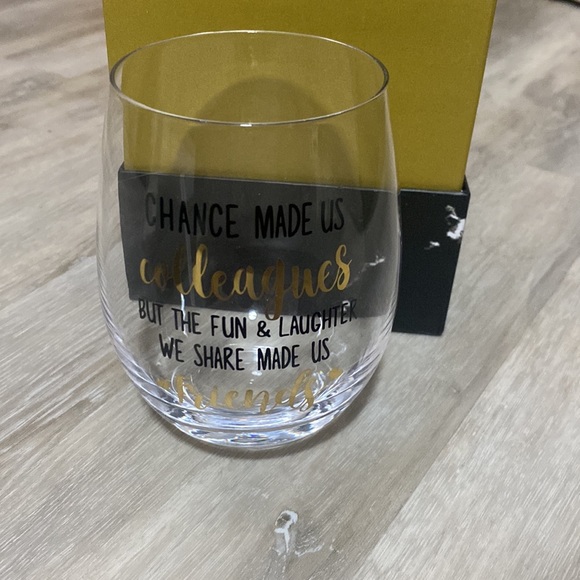 CHANCE MADE US
colleagues
BUT THE FUN & LAUGHTER
WE SHARE MADE US
friends